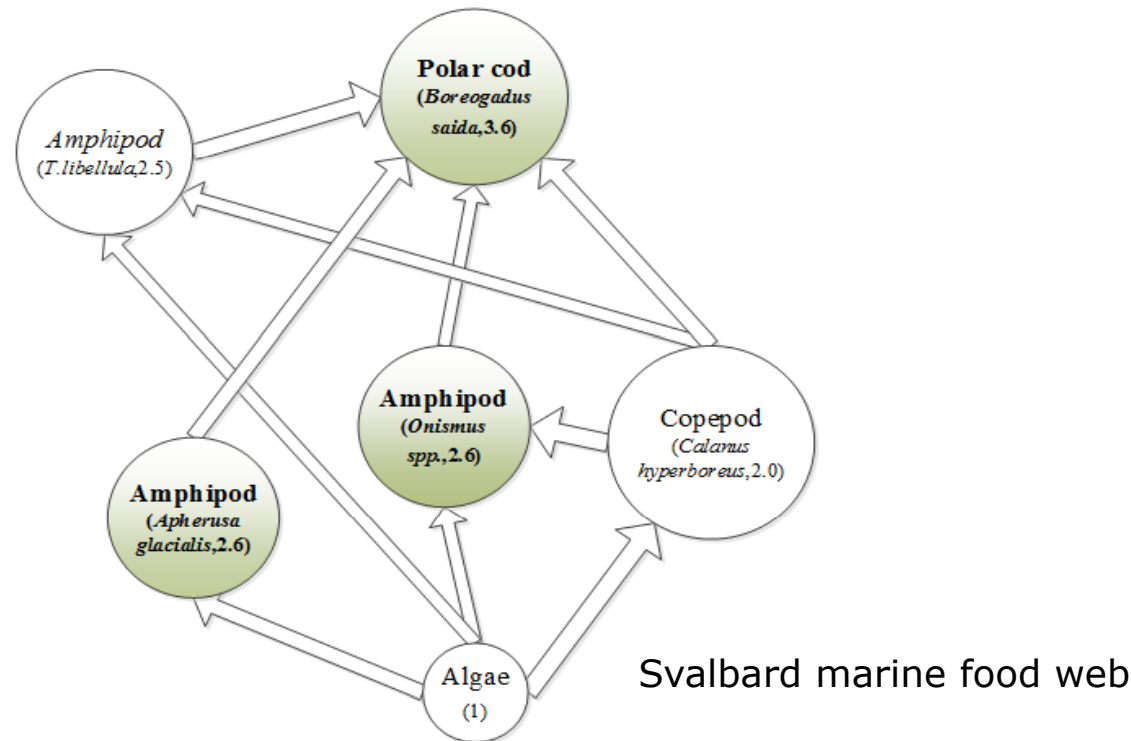 Polar cod
(Boreogadus
saida,3.6)
Amphipod
(T.libellula,2.5)
Amphipod
(Onismus
spp.,2.6)
Copepod
(Calanus
hyperboreus,2.0)
Amphipod
(Apherusa
glacialis,2.6)
Algae
(1)
Svalbard marine food web